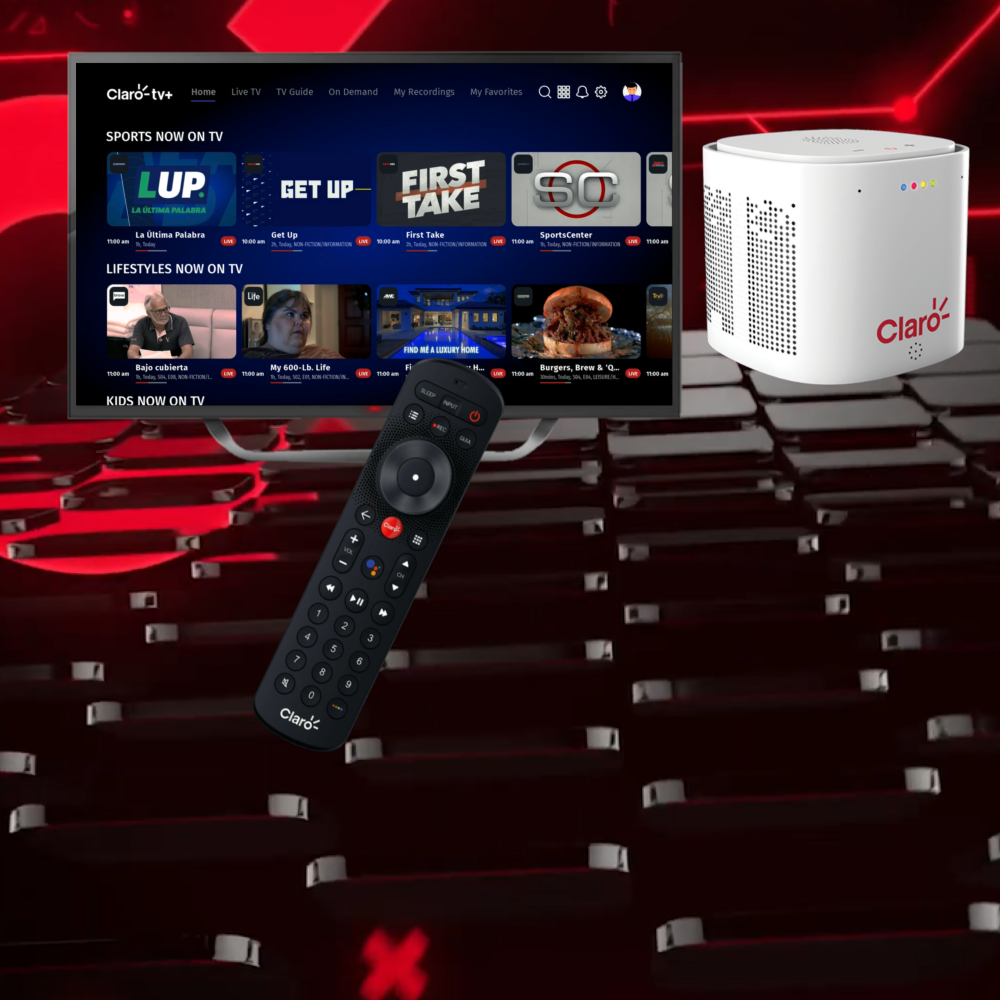 Claro-tv+ Home Live TV TV Guide On Demand My Recordings My Favorites
SPORTS NOW ON TV
LUP.
LA ÚLTIMA PALABRA
GET UP
FIRST
TAKE
SC
11:00 am La Última Palabra LIVE
1h, Today
10:00 am Get Up LIVE
2h, Today, NON-FICTION/INFORMATION
10:00 am First Take LIVE
2h, Today, NON-FICTION/INFORMATION
11:00 am SportsCenter LIVE
1h, Today, NON-FICTION/INFORMATION
11:00 am
LIFESTYLES NOW ON TV
Life
FIND ME A LUXURY HOME
11:00 am Bajo cubierta LIVE
10:00 am My 600-Lb. Life LIVE
11:00 am LIVE
11:00 am Burgers, Brew & 'Q... LIVE
11:00 am
KIDS NOW ON TV
Claro-
SLEEP INPUT
REC GUIA
Claro-
+
VOL
-
CH
1 2 3
4 5 6
7 8 9
0
Claro-